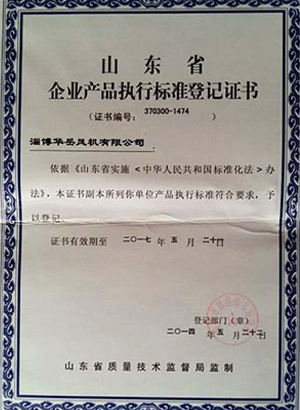 山东省
企业产品执行标准登记证书
（证书编号：370300-1474）
淄博华岳风机有限公司：
依据《山东省实施<中华人民共和国标准化法>办
法》，本证书副本所列你单位产品执行标准符合要求，予
以登记。
证书有效期至 二〇一七 年 五 月 二十 日
登记部门（章）
二〇一四 年 五 月 二十一 日
山东省质量技术监督局监制